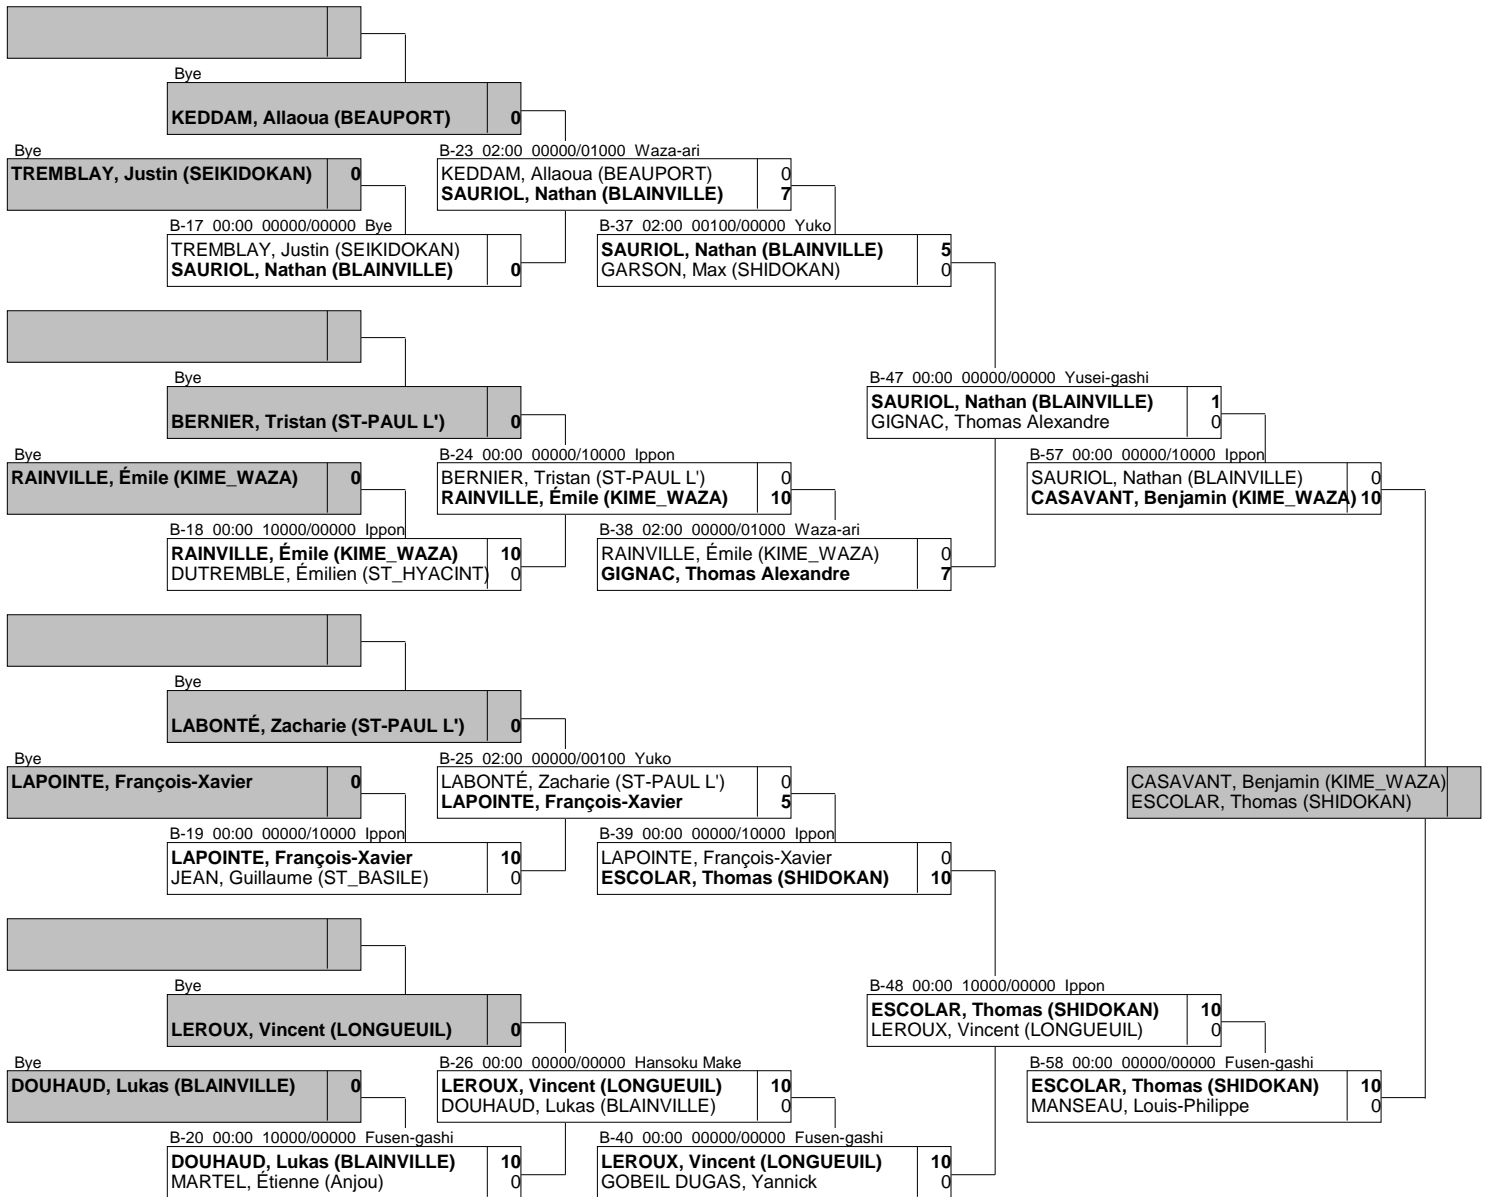 Bye
KEDDAM, Allaoua (BEAUPORT) 0
Bye
TREMBLAY, Justin (SEIKIDOKAN) 0
B-23 02:00 00000/01000 Waza-ari
KEDDAM, Allaoua (BEAUPORT) 0
SAURIOL, Nathan (BLAINVILLE) 7
B-17 00:00 00000/00000 Bye
TREMBLAY, Justin (SEIKIDOKAN)
SAURIOL, Nathan (BLAINVILLE) 0
B-37 02:00 00100/00000 Yuko
SAURIOL, Nathan (BLAINVILLE) 5
GARSON, Max (SHIDOKAN) 0
Bye
BERNIER, Tristan (ST-PAUL L') 0
B-47 00:00 00000/00000 Yusei-gashi
SAURIOL, Nathan (BLAINVILLE) 1
GIGNAC, Thomas Alexandre 0
Bye
RAINVILLE, Émile (KIME_WAZA) 0
B-24 00:00 00000/10000 Ippon
BERNIER, Tristan (ST-PAUL L') 0
RAINVILLE, Émile (KIME_WAZA) 10
B-57 00:00 00000/10000 Ippon
SAURIOL, Nathan (BLAINVILLE) 0
CASAVANT, Benjamin (KIME_WAZA) 10
B-18 00:00 10000/00000 Ippon
RAINVILLE, Émile (KIME_WAZA) 10
DUTREMBLE, Émilien (ST_HYACINT) 0
B-38 02:00 00000/01000 Waza-ari
RAINVILLE, Émile (KIME_WAZA) 0
GIGNAC, Thomas Alexandre 7
Bye
LABONTÉ, Zacharie (ST-PAUL L') 0
Bye
LAPOINTE, François-Xavier 0
B-25 02:00 00000/00100 Yuko
LABONTÉ, Zacharie (ST-PAUL L') 0
LAPOINTE, François-Xavier 5
CASAVANT, Benjamin (KIME_WAZA)
ESCOLAR, Thomas (SHIDOKAN)
B-19 00:00 00000/10000 Ippon
LAPOINTE, François-Xavier 10
JEAN, Guillaume (ST_BASILE) 0
B-39 00:00 00000/10000 Ippon
LAPOINTE, François-Xavier 0
ESCOLAR, Thomas (SHIDOKAN) 10
Bye
LEROUX, Vincent (LONGUEUIL) 0
B-48 00:00 10000/00000 Ippon
ESCOLAR, Thomas (SHIDOKAN) 10
LEROUX, Vincent (LONGUEUIL) 0
Bye
DOUHAUD, Lukas (BLAINVILLE) 0
B-26 00:00 00000/00000 Hansoku Make
LEROUX, Vincent (LONGUEUIL) 10
DOUHAUD, Lukas (BLAINVILLE) 0
B-58 00:00 00000/00000 Fusen-gashi
ESCOLAR, Thomas (SHIDOKAN) 10
MANSEAU, Louis-Philippe 0
B-20 00:00 10000/00000 Fusen-gashi
DOUHAUD, Lukas (BLAINVILLE) 10
MARTEL, Étienne (Anjou) 0
B-40 00:00 00000/00000 Fusen-gashi
LEROUX, Vincent (LONGUEUIL) 10
GOBEIL DUGAS, Yannick 0